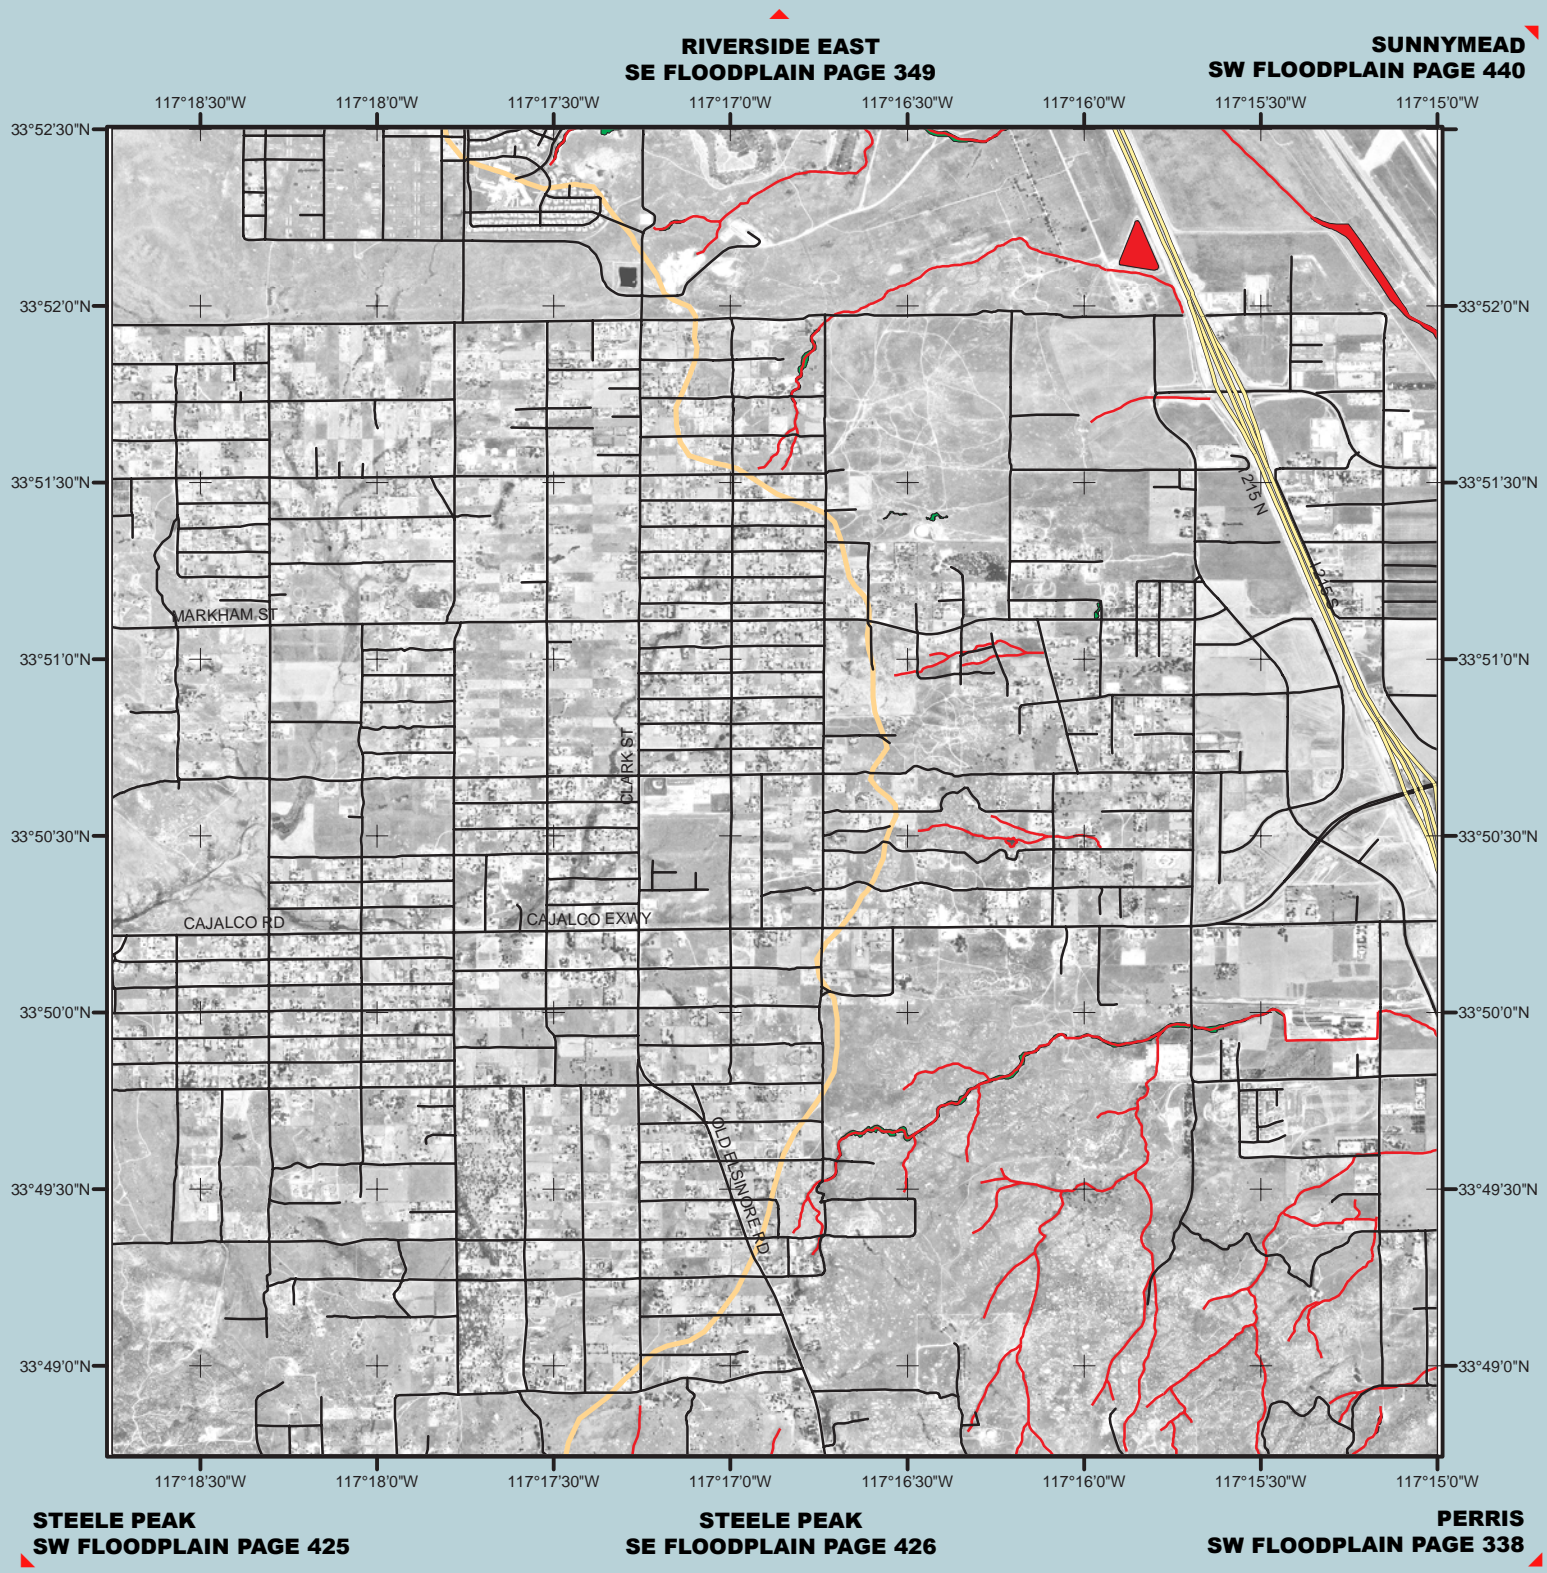 RIVERSIDE EAST
SE FLOODPLAIN PAGE 349
SUNNYMEAD
SW FLOODPLAIN PAGE 440
117°18'30"W
117°18'0"W
117°17'30"W
117°17'0"W
117°16'30"W
117°16'0"W
117°15'30"W
117°15'0"W
33°52'30"N
33°52'30"N
33°52'0"N
33°52'0"N
33°51'30"N
33°51'30"N
I 215 N
I 215 S
MARKHAM ST
33°51'0"N
33°51'0"N
CLARK ST
33°50'30"N
33°50'30"N
CAJALCO RD
CAJALCO EXWY
33°50'0"N
33°50'0"N
OLD ELSINORE RD
33°49'30"N
33°49'30"N
33°49'0"N
33°49'0"N
117°18'30"W
117°18'0"W
117°17'30"W
117°17'0"W
117°16'30"W
117°16'0"W
117°15'30"W
117°15'0"W
STEELE PEAK
SW FLOODPLAIN PAGE 425
STEELE PEAK
SE FLOODPLAIN PAGE 426
PERRIS
SW FLOODPLAIN PAGE 338